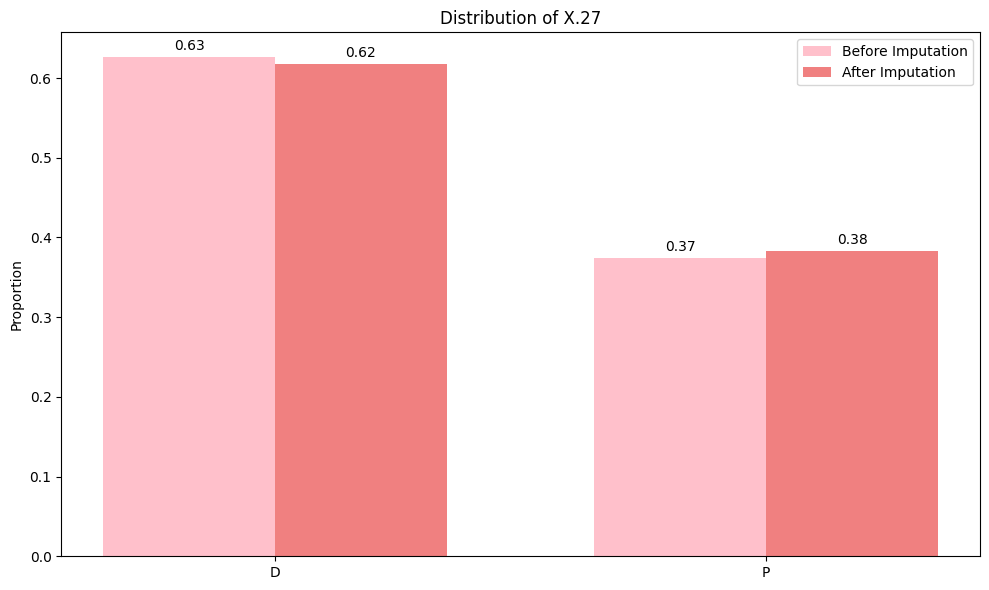 Distribution of X.27
Before Imputation
After Imputation
0.63
0.62
0.37
0.38
Proportion
0.6
0.5
0.4
0.3
0.2
0.1
0.0
D
P